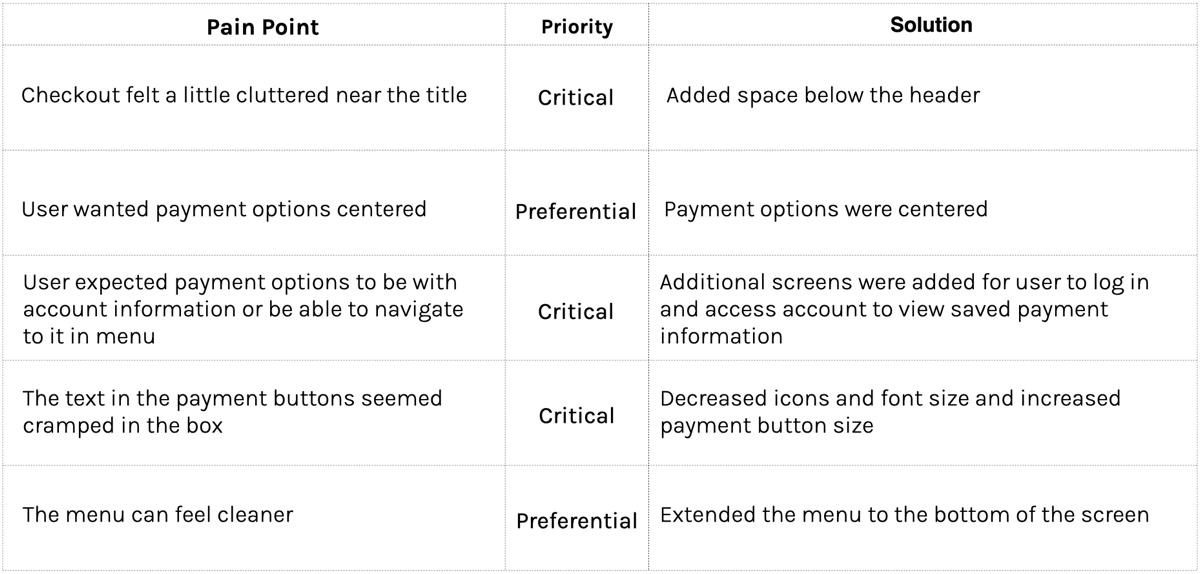 Pain Point
Priority
Solution
Checkout felt a little cluttered near the title
Critical
Added space below the header
User wanted payment options centered
Preferential
Payment options were centered
User expected payment options to be with
account information or be able to navigate
to it in menu
Critical
Additional screens were added for user to log in
and access account to view saved payment
information
The text in the payment buttons seemed
cramped in the box
Critical
Decreased icons and font size and increased
payment button size
The menu can feel cleaner
Preferential
Extended the menu to the bottom of the screen